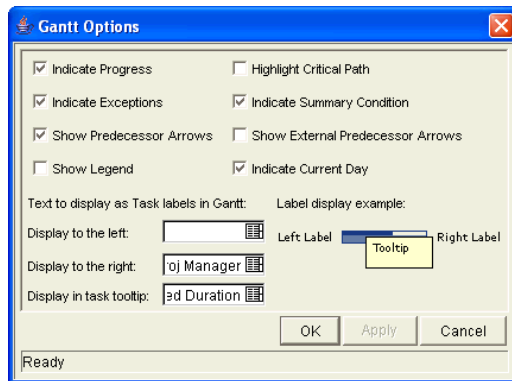 Gantt Options
Indicate Progress Highlight Critical Path
Indicate Exceptions Indicate Summary Condition
Show Predecessor Arrows Show External Predecessor Arrows
Show Legend Indicate Current Day
Text to display as Task labels in Gantt: Label display example:
Display to the left: Left Label Right Label
Tooltip
Display to the right: roj Manager
Display in task tooltip: ed Duration
OK Apply Cancel
Ready